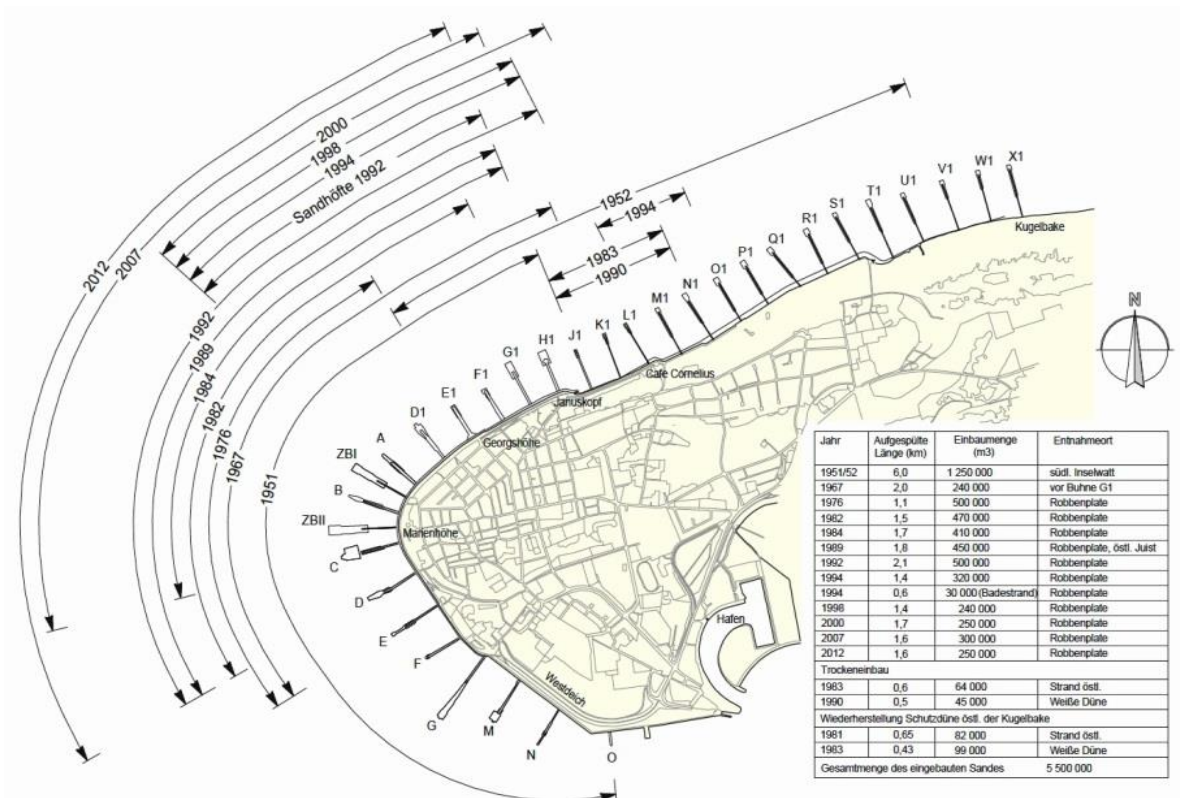 2012
2007
2000
1998
1994
Sandhöfte 1992
1992
1989
1984
1982
1976
1967
1951
1952
1994
1983
1990
X1
W1
V1
U1
T1
S1
R1
Q1
P1
O1
N1
M1
L1
K1
J1
H1
G1
F1
E1
D1
A
ZBI
B
ZBII
C
D
E
F
G
M
N
O
Kugelbake
Cafe Cornelius
Januskopf
Georgshöhe
Marienhöhe
Westdeich
Hafen
N
Jahr Aufgespülte Länge (km) Einbaumenge (m3) Entnahmeort
1951/52 6,0 1 250 000 südl. Inselwatt
1967 2,0 240 000 vor Buhne G1
1976 1,1 500 000 Robbenplate
1982 1,5 470 000 Robbenplate
1984 1,7 410 000 Robbenplate
1989 1,8 450 000 Robbenplate, östl. Juist
1992 2,1 500 000 Robbenplate
1994 1,4 320 000 Robbenplate
1994 0,6 30 000 (Badestrand) Robbenplate
1998 1,4 240 000 Robbenplate
2000 1,7 250 000 Robbenplate
2007 1,6 300 000 Robbenplate
2012 1,6 250 000 Robbenplate
Trockeneinbau
1983 0,6 64 000 Strand östl.
1990 0,5 45 000 Weiße Düne
Wiederherstellung Schutzdüne östl. der Kugelbake
1981 0,65 82 000 Strand östl.
1983 0,43 99 000 Weiße Düne
Gesamtmenge des eingebauten Sandes 5 500 000